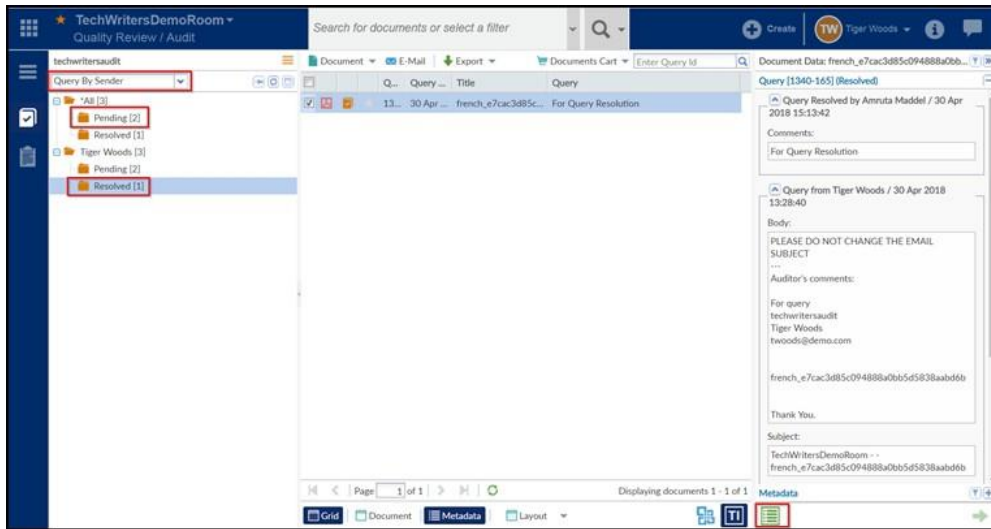 TechWritersDemoRoom
Quality Review / Audit
Search for documents or select a filter
Create
TW
Tiger Woods
techwritersaudit
Query By Sender
*All [3]
Pending [2]
Resolved [1]
Tiger Woods [3]
Pending [2]
Resolved [1]
Document
E-Mail
Export
Documents Cart
Enter Query Id
Q... Query ... Title Query
13... 30 Apr ... french_e7cac3d85c... For Query Resolution
Page 1 of 1
Displaying documents 1 - 1 of 1
Grid
Document
Metadata
Layout
TI
Document Data: french_e7cac3d85c094888a0bb...
Query [1340-165] (Resolved)
Query Resolved by Amruta Maddel / 30 Apr
2018 15:13:42
Comments:
For Query Resolution
Query from Tiger Woods / 30 Apr 2018
13:28:40
Body:
PLEASE DO NOT CHANGE THE EMAIL
SUBJECT
---
Auditor's comments:
For query
techwritersaudit
Tiger Woods
twoods@demo.com
french_e7cac3d85c094888a0bb5d5838aabd6b
Thank You.
Subject:
TechWritersDemoRoom - -
french_e7cac3d85c094888a0bb5d5838aabd6b
Metadata